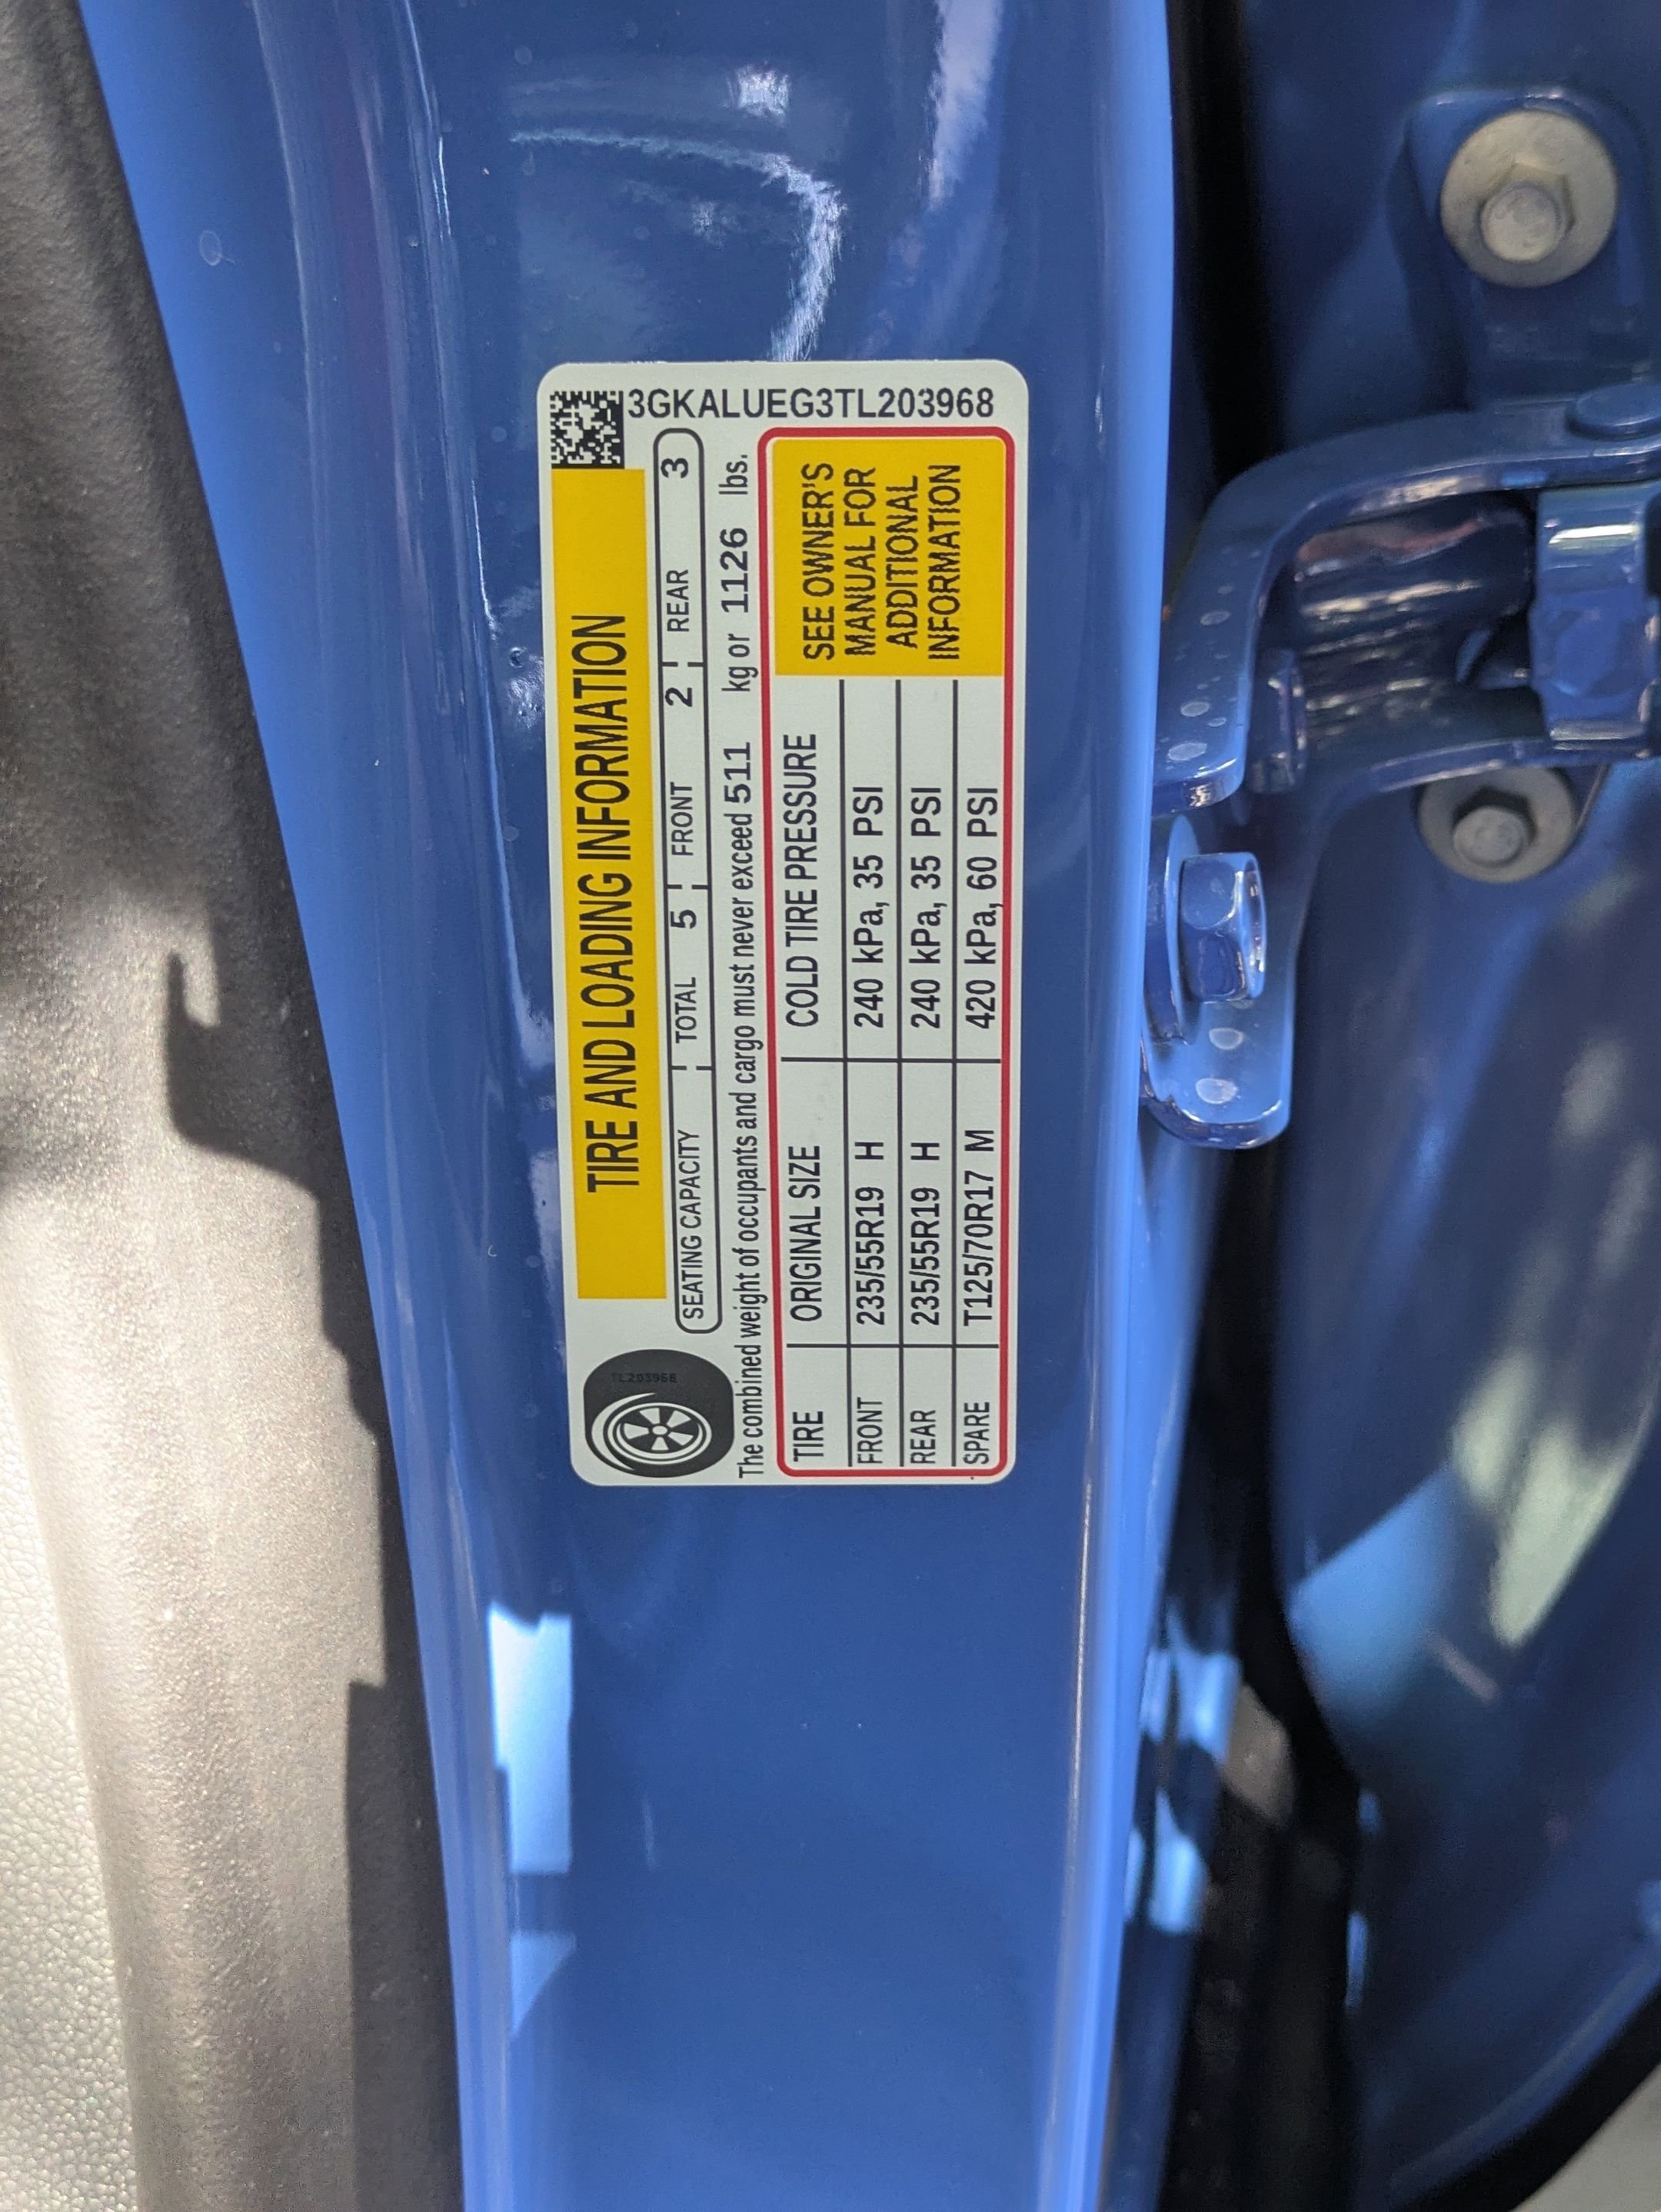 TIRE AND LOADING INFORMATION
TL203968
SEATING CAPACITY TOTAL 5 FRONT 2 REAR 3
The combined weight of occupants and cargo must never exceed 511 kg or 1126 lbs.
TIRE ORIGINAL SIZE COLD TIRE PRESSURE
FRONT 235/55R19 H 240 kPa, 35 PSI
REAR 235/55R19 H 240 kPa, 35 PSI
SPARE T125/70R17 M 420 kPa, 60 PSI
SEE OWNER'S
MANUAL FOR
ADDITIONAL
INFORMATION
3GKALUEG3TL203968